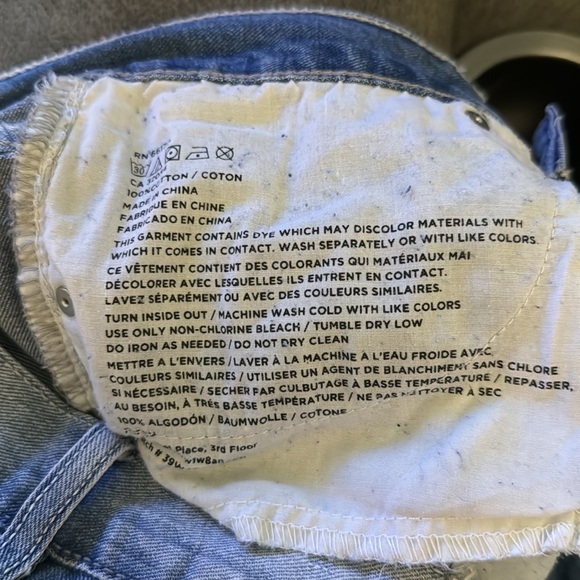 30
100% COTTON / COTON
MADE IN CHINA
FABRIQUE EN CHINE
FABRICADO EN CHINA
THIS GARMENT CONTAINS DYE WHICH MAY DISCOLOR MATERIALS WITH
WHICH IT COMES IN CONTACT. WASH SEPARATELY OR WITH LIKE COLORS.
CE VÊTEMENT CONTIENT DES COLORANTS QUI MATÉRIAUX MAI
DÉCOLORER AVEC LESQUELLES ILS ENTRENT EN CONTACT.
LAVEZ SÉPARÉMENT OU AVEC DES COULEURS SIMILAIRES.
TURN INSIDE OUT / MACHINE WASH COLD WITH LIKE COLORS
USE ONLY NON-CHLORINE BLEACH / TUMBLE DRY LOW
DO IRON AS NEEDED / DO NOT DRY CLEAN
METTRE A L'ENVERS / LAVER À LA MACHINE À L'EAU FROIDE AVEC
COULEURS SIMILAIRES / UTILISER UN AGENT DE BLANCHIMENT SANS CHLORE
SI NÉCESSAIRE / SECHER PAR CULBUTAGE À BASSE TEMPÉRATURE / REPASSER,
AU BESOIN, À TRÈS BASSE TEMPÉRATURE / NE PAS NETTOYER À SEC
100% ALGODÓN / BAUMWOLLE / COTONE
Place, 3rd Floor